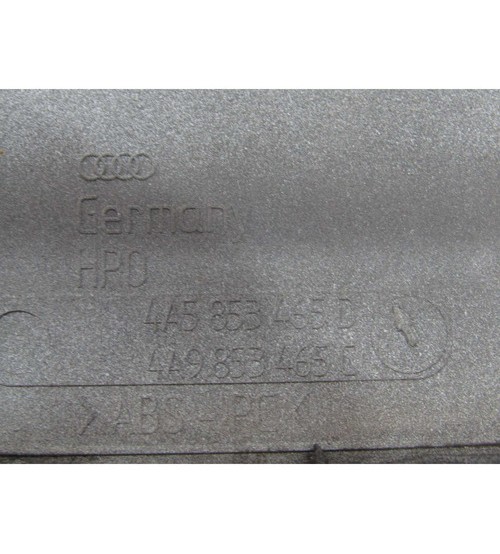 Germany
HPO
4A5 853 465 D
4A9 853 465 C
>ABS-PC<